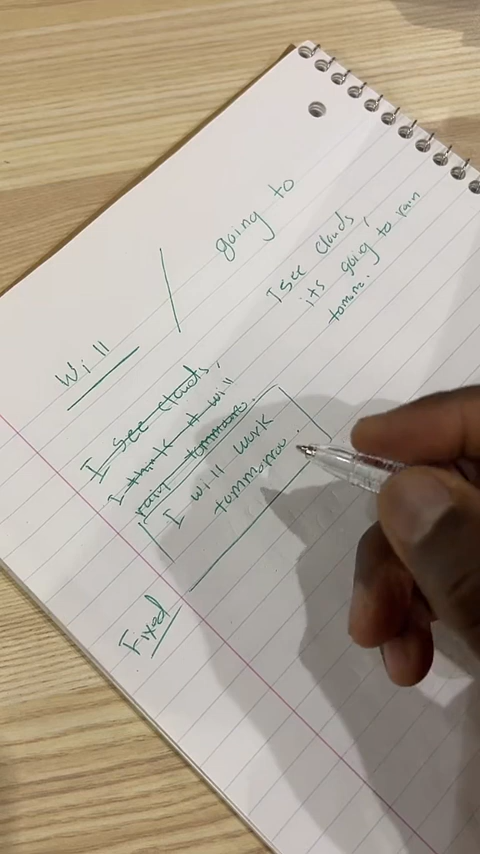 Will / going to
I see clouds,
I think it will
rain tommoro.
I will work
tommorrow.
I see clouds,
its going to rain
tomorro.
Fixed